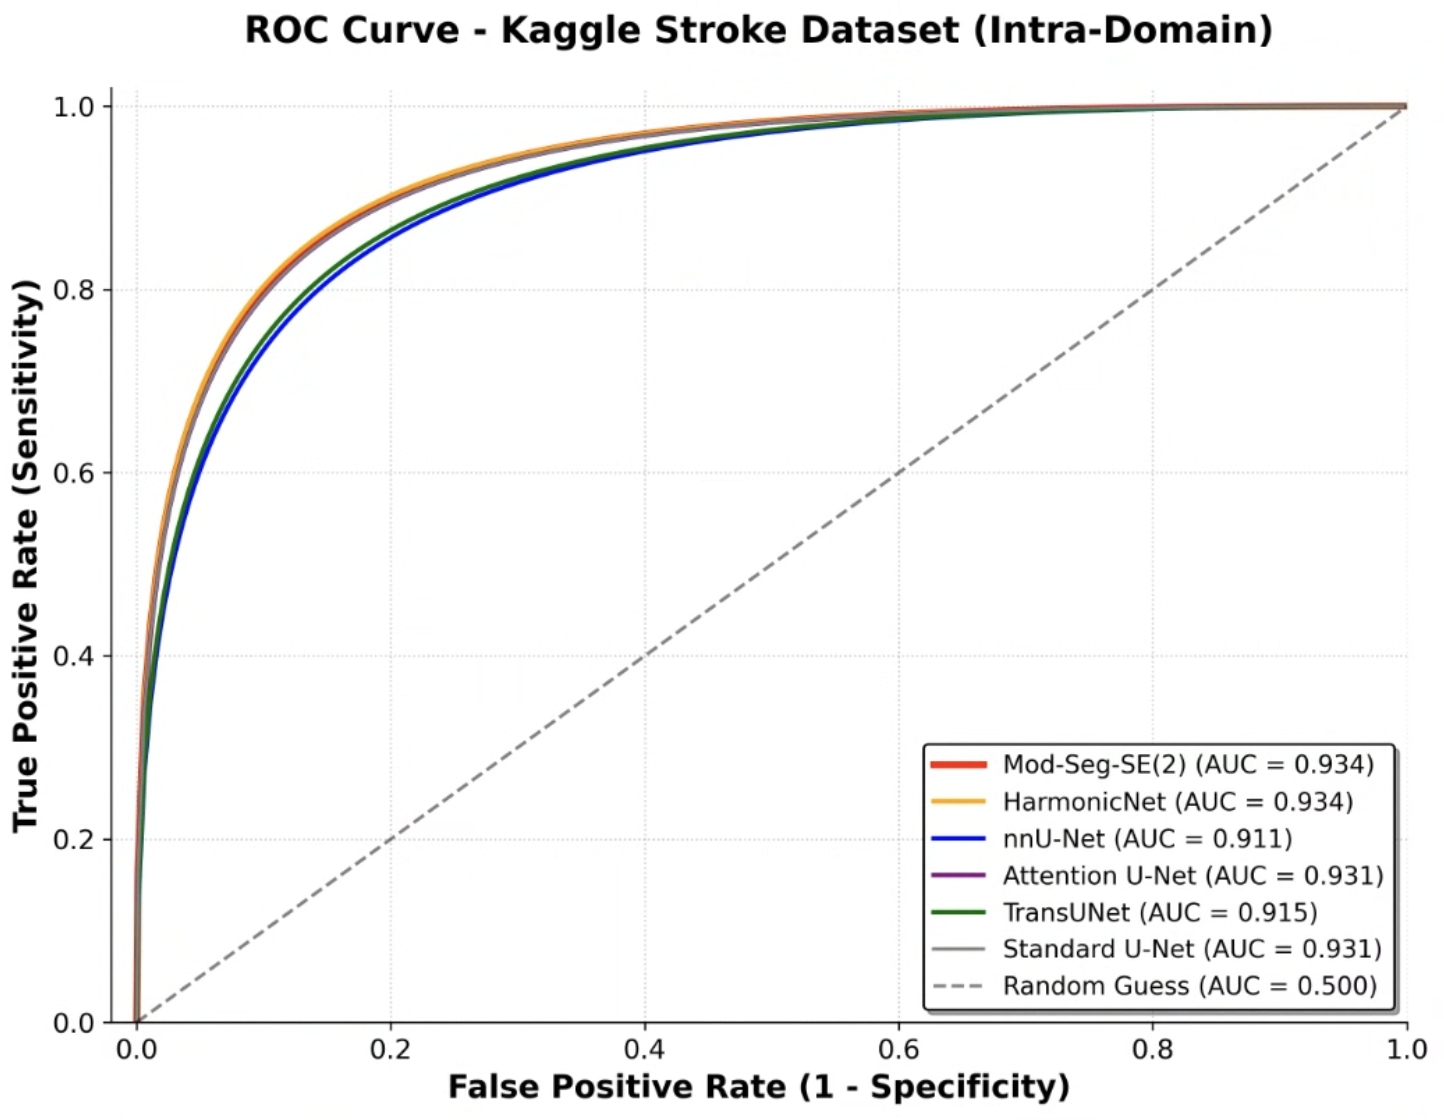 ROC Curve - Kaggle Stroke Dataset (Intra-Domain)
True Positive Rate (Sensitivity)
1.0
0.8
0.6
0.4
0.2
0.0
Mod-Seg-SE(2) (AUC = 0.934)
HarmonicNet (AUC = 0.934)
nnU-Net (AUC = 0.911)
Attention U-Net (AUC = 0.931)
TransUNet (AUC = 0.915)
Standard U-Net (AUC = 0.931)
Random Guess (AUC = 0.500)
0.0 0.2 0.4 0.6 0.8 1.0
False Positive Rate (1 - Specificity)